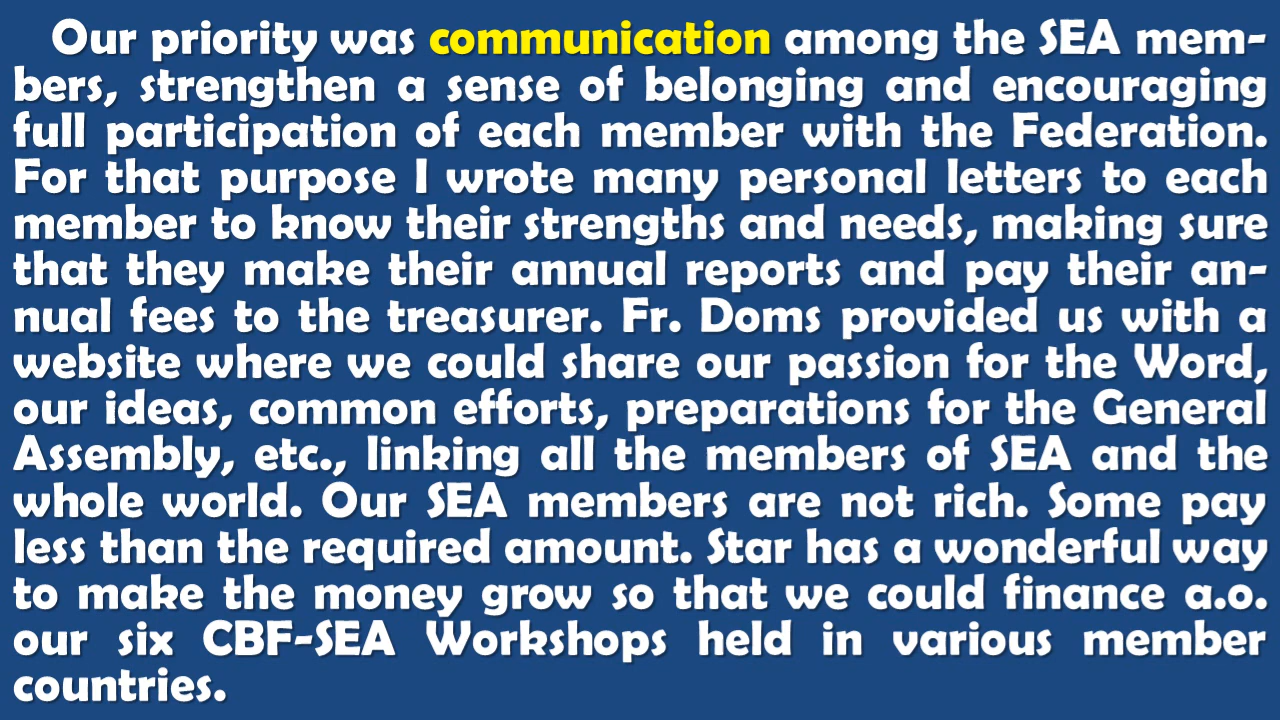 Our priority was communication among the SEA mem-
bers, strengthen a sense of belonging and encouraging
full participation of each member with the Federation.
For that purpose I wrote many personal letters to each
member to know their strengths and needs, making sure
that they make their annual reports and pay their an-
nual fees to the treasurer. Fr. Doms provided us with a
website where we could share our passion for the Word,
our ideas, common efforts, preparations for the General
Assembly, etc., linking all the members of SEA and the
whole world. Our SEA members are not rich. Some pay
less than the required amount. Star has a wonderful way
to make the money grow so that we could finance a.o.
our six CBF-SEA Workshops held in various member
countries.